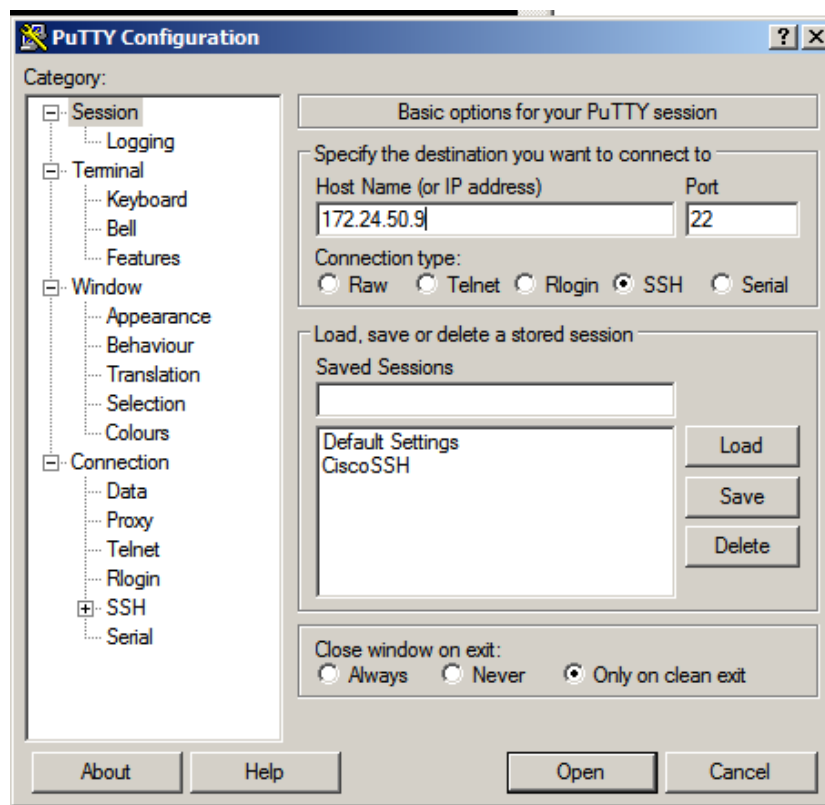 PuTTY Configuration
Category:
Session
Logging
Terminal
Keyboard
Bell
Features
Window
Appearance
Behaviour
Translation
Selection
Colours
Connection
Data
Proxy
Telnet
Rlogin
SSH
Serial
Basic options for your PuTTY session
Specify the destination you want to connect to
Host Name (or IP address) Port
172.24.50.9 22
Connection type:
Raw Telnet Rlogin SSH Serial
Load, save or delete a stored session
Saved Sessions
Default Settings
CiscoSSH
Load
Save
Delete
Close window on exit:
Always Never Only on clean exit
About Help Open Cancel